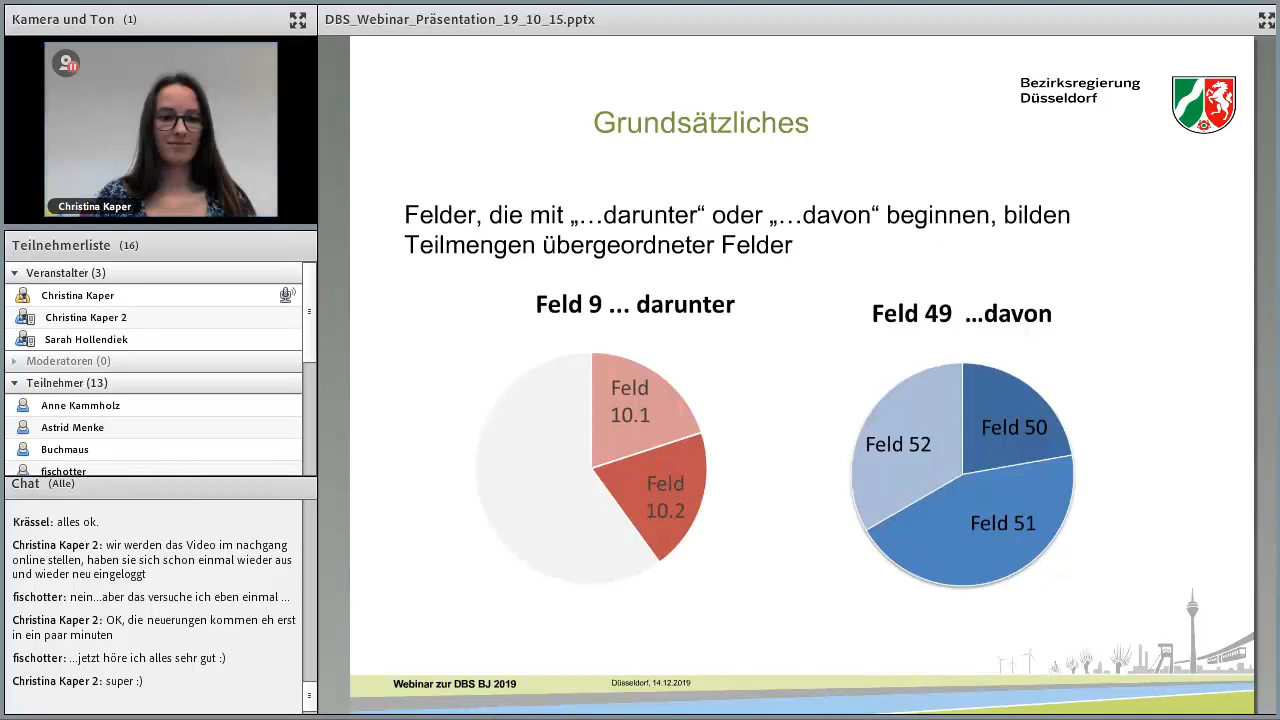 Kamera und Ton (1)
Christina Kaper
Teilnehmerliste (16)
Veranstalter (3)
Christina Kaper
Christina Kaper 2
Sarah Hollendiek
Moderatoren (0)
Teilnehmer (13)
Anne Kammholz
Astrid Menke
Buchmaus
fischotter
Chat (Alle)
Krässel: alles ok.
Christina Kaper 2: wir werden das Video im nachgang
online stellen, haben sie sich schon einmal wieder aus
und wieder neu eingeloggt
fischotter: nein...aber das versuche ich eben einmal ...
Christina Kaper 2: OK, die neuerungen kommen eh erst
in ein paar minuten
fischotter: ...jetzt höre ich alles sehr gut :)
Christina Kaper 2: super :)
DBS_Webinar_Präsentation_19_10_15.pptx
Bezirksregierung
Düsseldorf
Grundsätzliches
Felder, die mit „…darunter“ oder „…davon“ beginnen, bilden
Teilmengen übergeordneter Felder
Feld 9 ... darunter
Feld
10.1
Feld
10.2
Feld 49 …davon
Feld 50
Feld 51
Feld 52
Webinar zur DBS BJ 2019
Düsseldorf, 14.12.2019